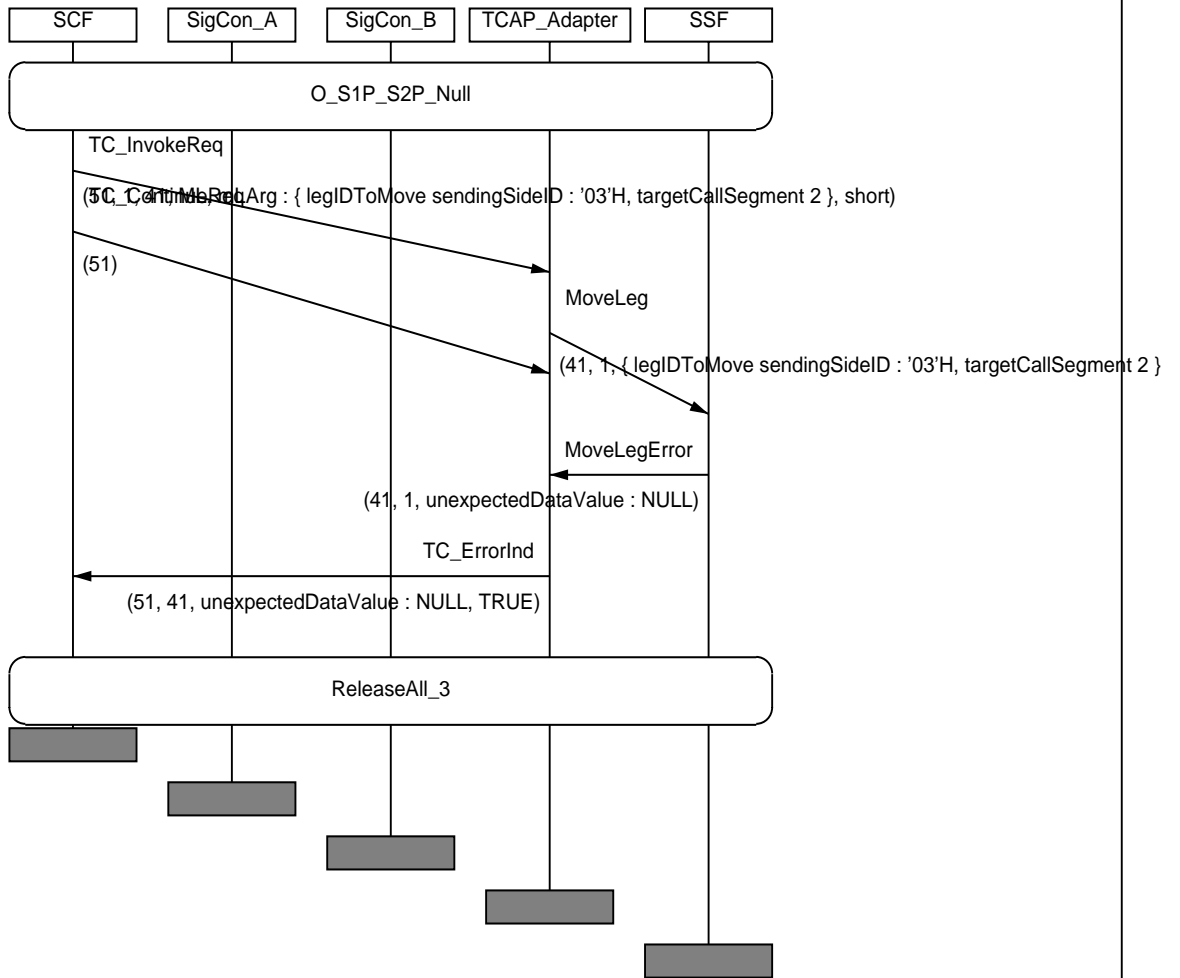 SCF
SigCon_A
SigCon_B
TCAP_Adapter
SSF
O_S1P_S2P_Null
TC_InvokeReq
TC_ContinueReq
Arg : { legIDToMove sendingSideID : '03'H, targetCallSegment 2 }, short)
(51)
MoveLeg
(41, 1, { legIDToMove sendingSideID : '03'H, targetCallSegment 2 }
MoveLegError
(41, 1, unexpectedDataValue : NULL)
TC_ErrorInd
(51, 41, unexpectedDataValue : NULL, TRUE)
ReleaseAll_3